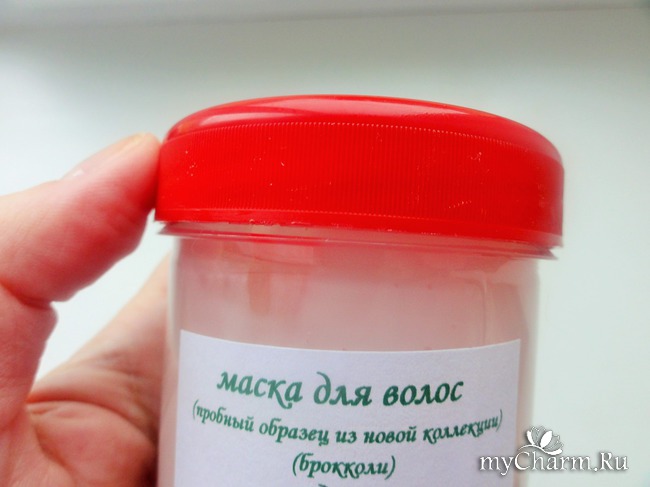 маска для волос
(пробный образец из новой коллекции)
(брокколи)
myCharm.Ru